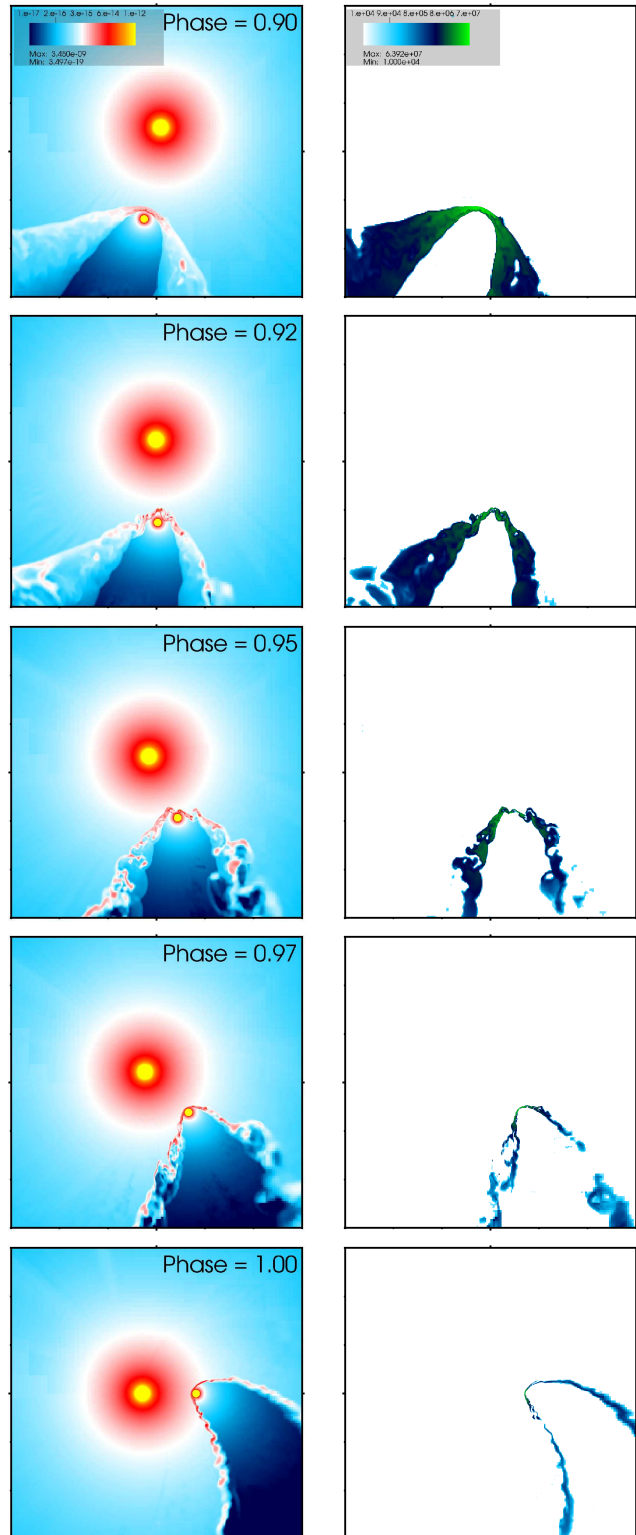 1.e-17 2.e-16 3.e-15 6.e-14 1.e-12
Max: 3.450e-09
Min: 3.497e-19
Phase = 0.90
1.e+04 9.e+04 8.e+05 8.e+06 7.e+07
Max: 6.392e+07
Min: 1.000e+04
Phase = 0.92
Phase = 0.95
Phase = 0.97
Phase = 1.00